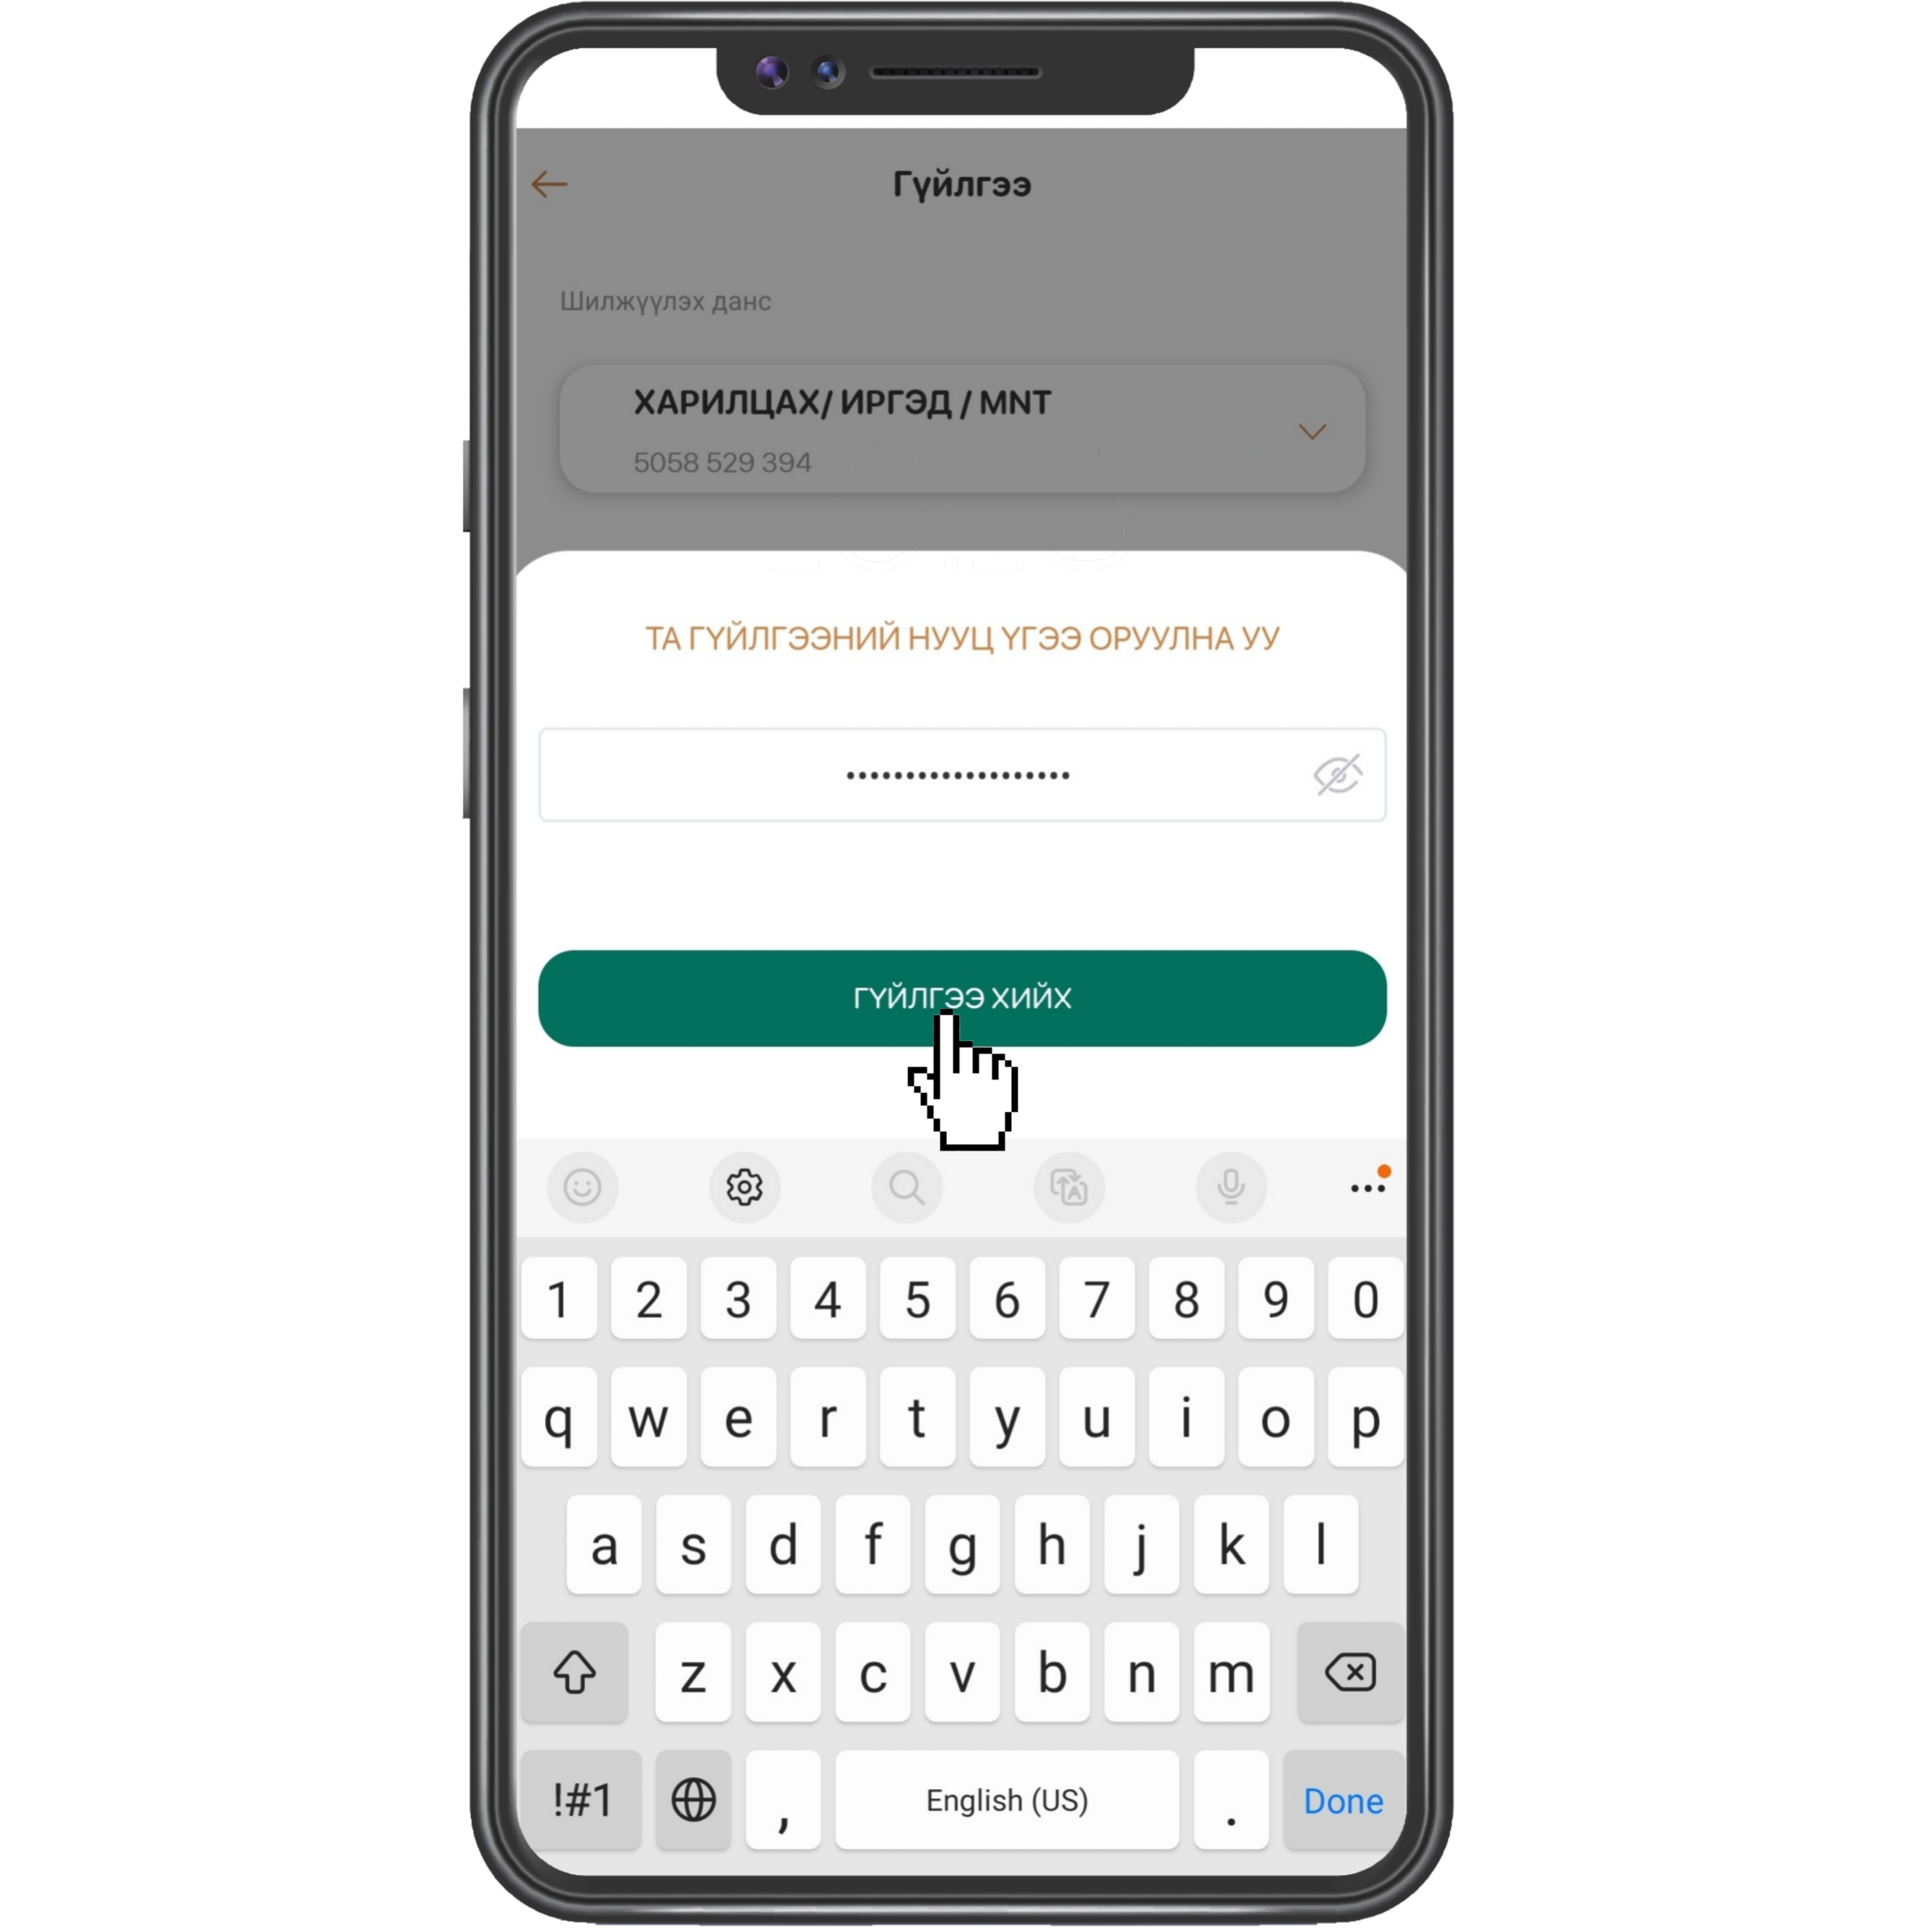 Гүйлгээ
Шилжүүлэх данс
ХАРИЛЦАХ/ ИРГЭД / MNT
5058 529 394
ТА ГҮЙЛГЭЭНИЙ НУУЦ ҮГЭЭ ОРУУЛНА УУ
•••••••••••••••••••
ГҮЙЛГЭЭ ХИЙХ
1 2 3 4 5 6 7 8 9 0
q w e r t y u i o p
a s d f g h j k l
z x c v b n m
!#1 , English (US) . Done